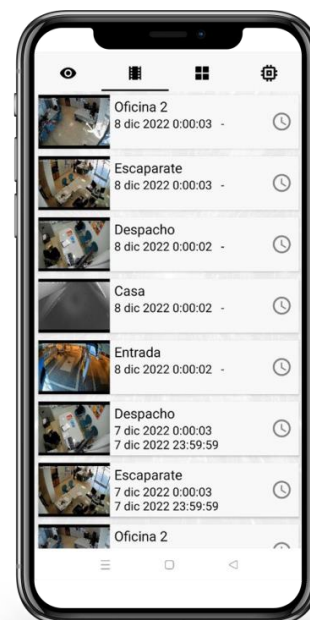 Oficina 2
8 dic 2022 0:00:03 -
Escaparate
8 dic 2022 0:00:03 -
Despacho
8 dic 2022 0:00:02 -
Casa
8 dic 2022 0:00:02 -
Entrada
8 dic 2022 0:00:02 -
Despacho
7 dic 2022 0:00:03
7 dic 2022 23:59:59
Escaparate
7 dic 2022 0:00:03
7 dic 2022 23:59:59
Oficina 2